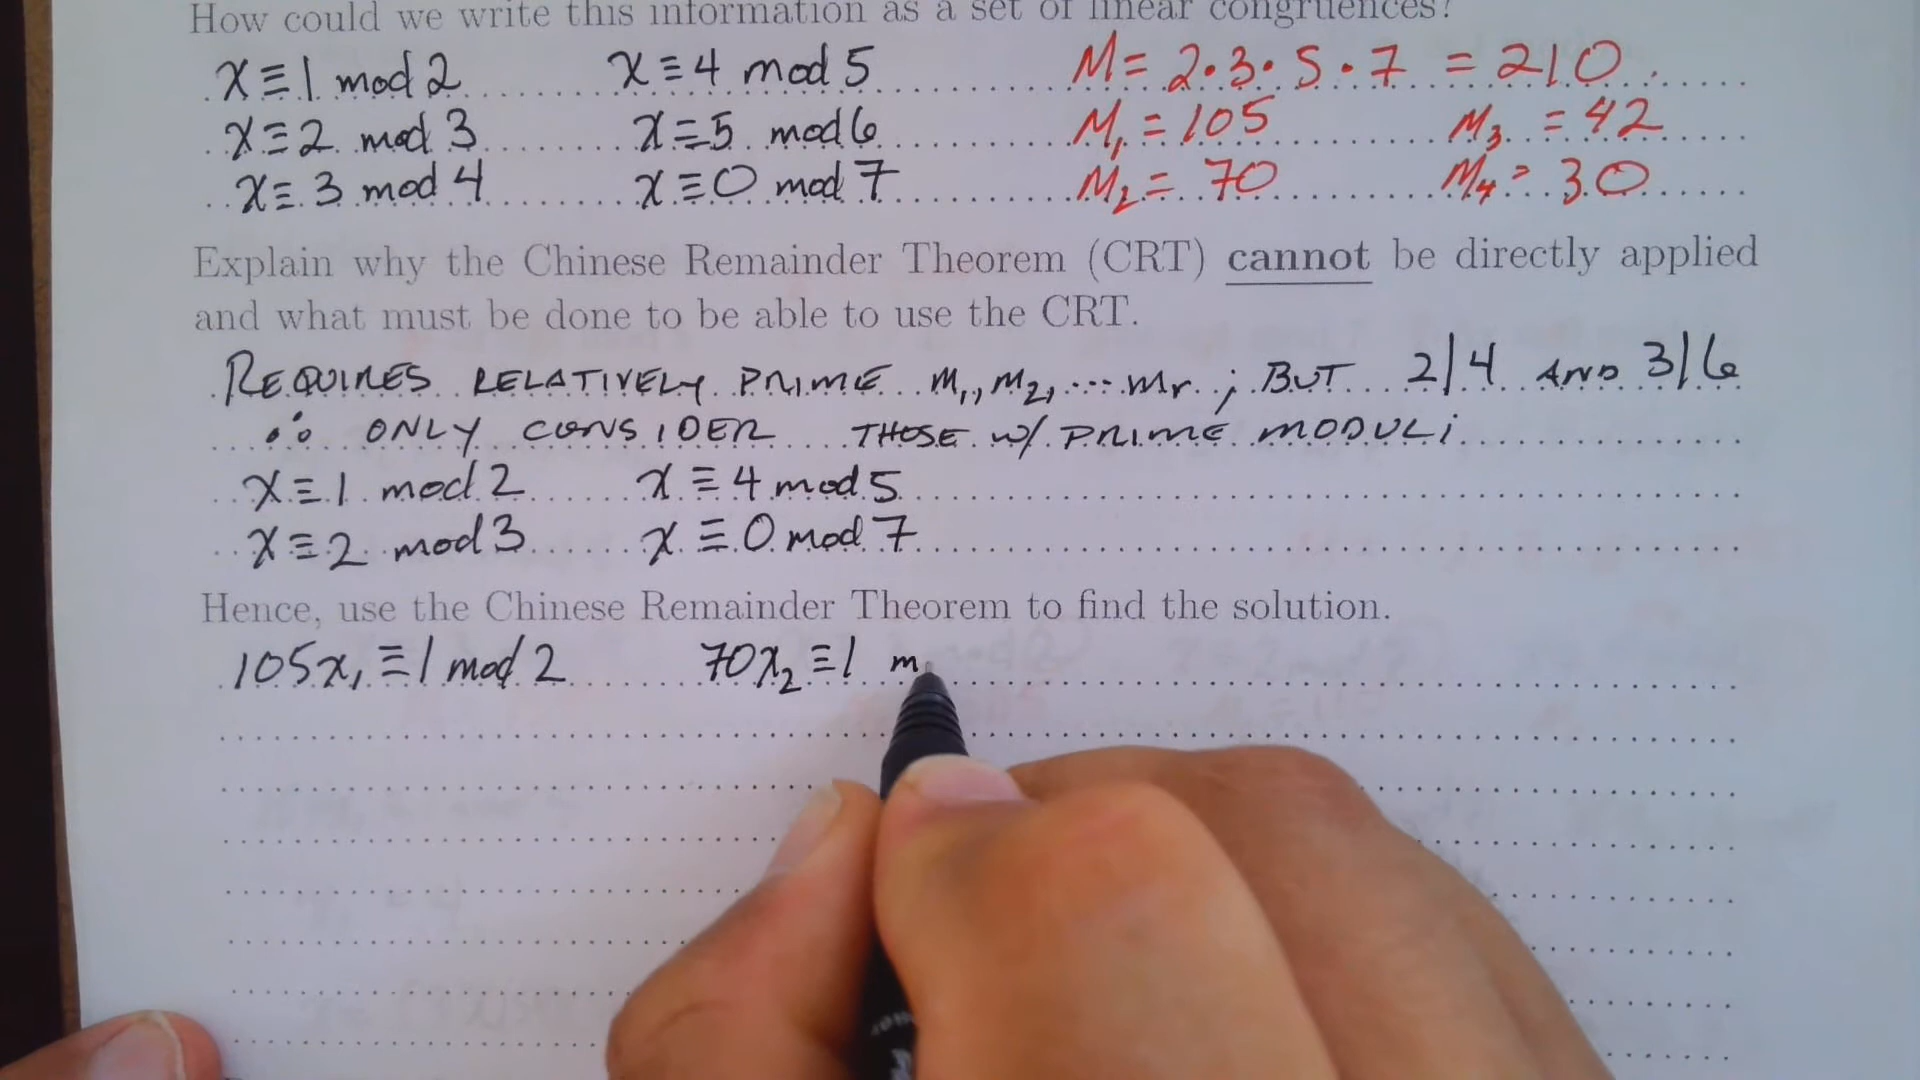 How could we write this information as a set of linear congruences?
x ≡ 1 mod 2 x ≡ 4 mod 5 M = 2·3·5·7 = 210
x ≡ 2 mod 3 x ≡ 5 mod 6 M₁ = 105 M₃ = 42
x ≡ 3 mod 4 x ≡ 0 mod 7 M₂ = 70 M₄ = 30
Explain why the Chinese Remainder Theorem (CRT) cannot be directly applied
and what must be done to be able to use the CRT.
REQUIRES RELATIVELY PRIME m₁, m₂, ... mr ; BUT 2|4 AND 3|6
∴ ONLY CONSIDER THOSE W/ PRIME MODULI
x ≡ 1 mod 2 x ≡ 4 mod 5
x ≡ 2 mod 3 x ≡ 0 mod 7
Hence, use the Chinese Remainder Theorem to find the solution.
105x₁ ≡ 1 mod 2 70x₂ ≡ 1 m